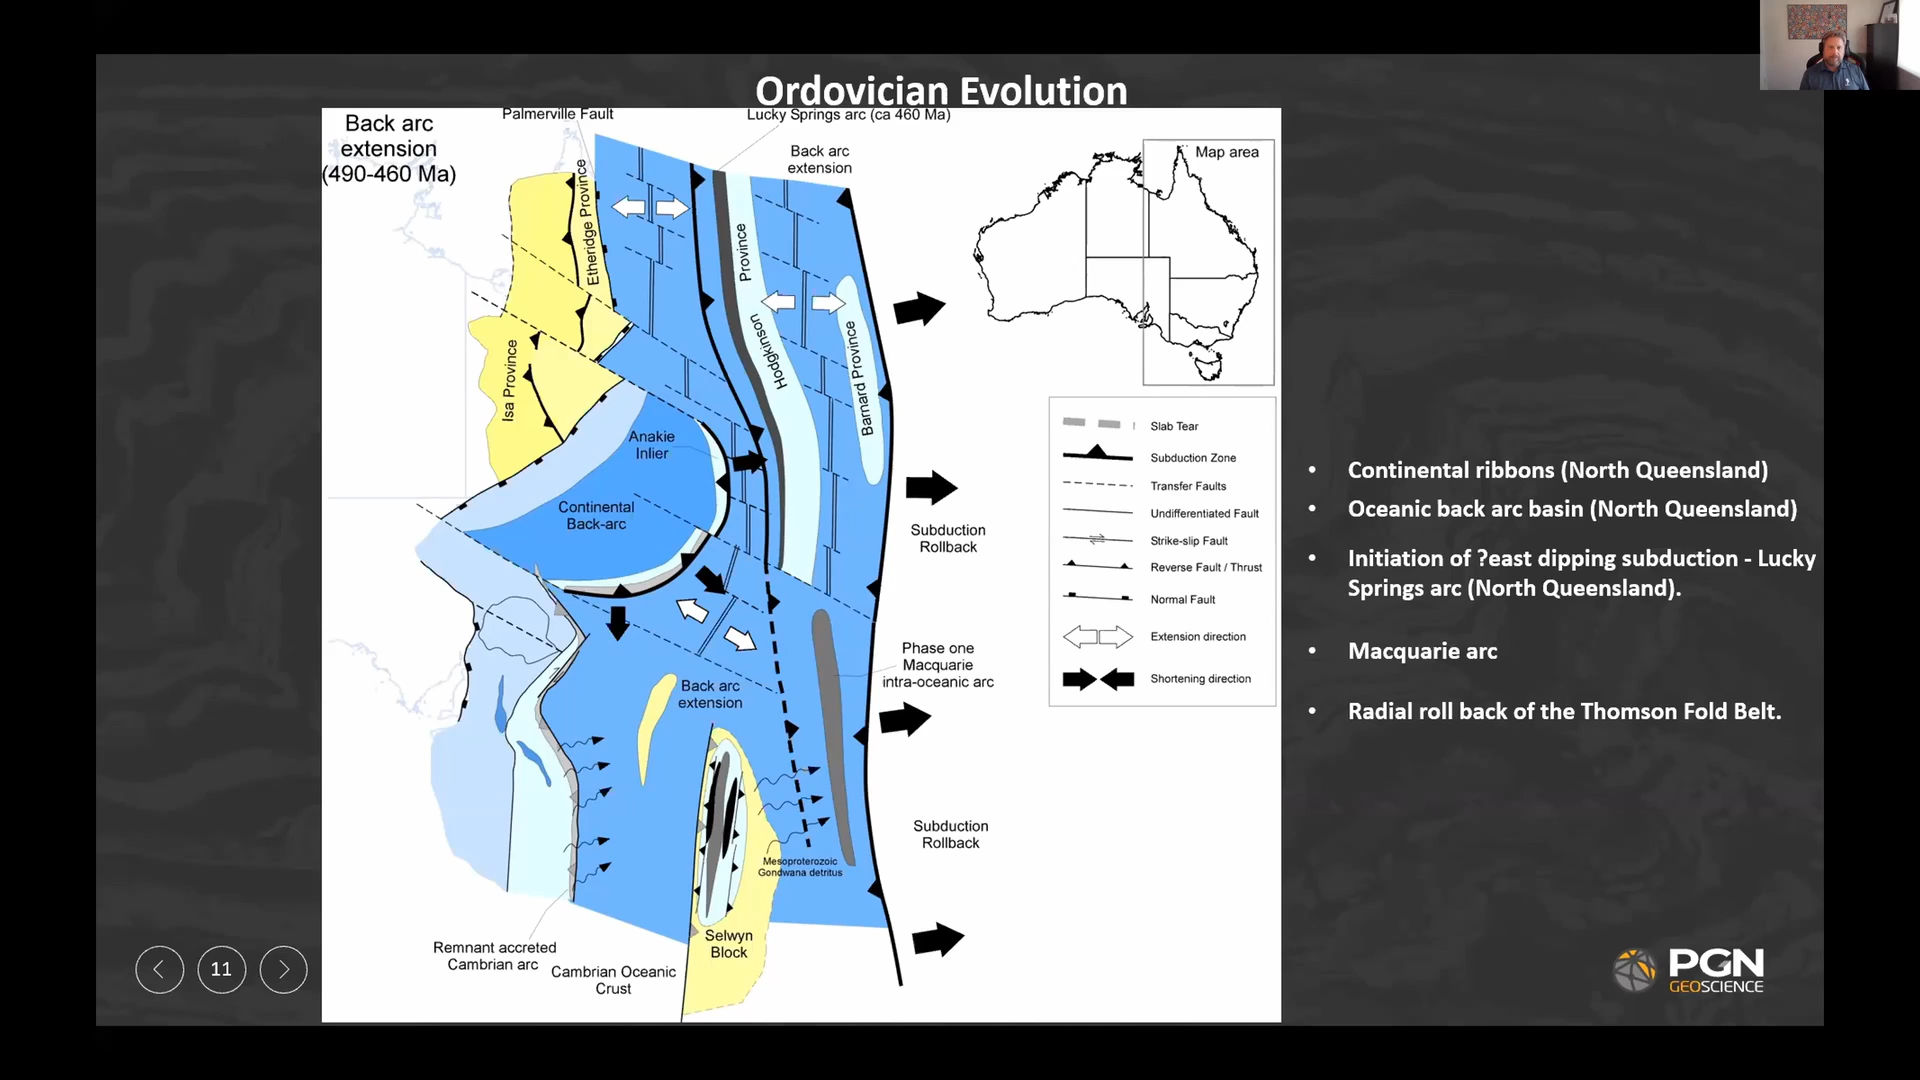 Ordovician Evolution
Back arc
extension
(490-460 Ma)
Palmerville Fault
Lucky Springs arc (ca 460 Ma)
Back arc
extension
Map area
Etheridge Province
Province
Hodgkinson
Barnard Province
Isa Province
Anakie
Inlier
Continental
Back-arc
Subduction
Rollback
Phase one
Macquarie
intra-oceanic arc
Back arc
extension
Subduction
Rollback
Mesoproterozoic
Gondwana detritus
Selwyn
Block
Remnant accreted
Cambrian arc
Cambrian Oceanic
Crust
Slab Tear
Subduction Zone
Transfer Faults
Undifferentiated Fault
Strike-slip Fault
Reverse Fault / Thrust
Normal Fault
Extension direction
Shortening direction
• Continental ribbons (North Queensland)
• Oceanic back arc basin (North Queensland)
• Initiation of ?east dipping subduction - Lucky
Springs arc (North Queensland).
• Macquarie arc
• Radial roll back of the Thomson Fold Belt.
11
PGN
GEOSCIENCE